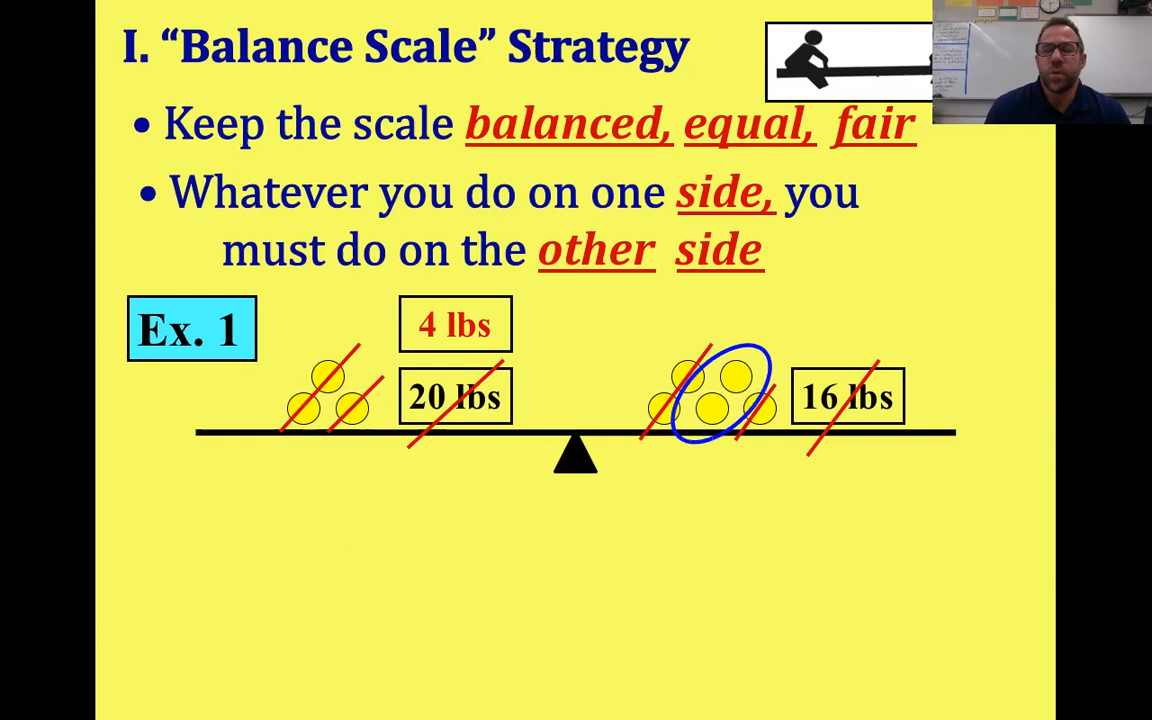 I. “Balance Scale” Strategy
• Keep the scale balanced, equal, fair
• Whatever you do on one side, you
must do on the other side
Ex. 1
4 lbs
20 lbs
16 lbs